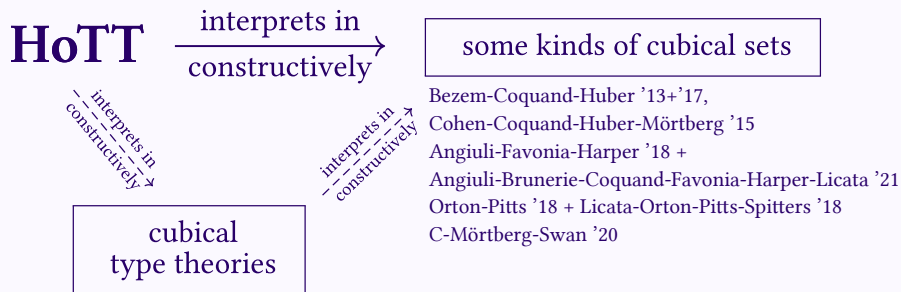 HoTT
interprets in
constructively
some kinds of cubical sets
Bezem-Coquand-Huber ’13+’17,
Cohen-Coquand-Huber-Mörtberg ’15
Angiuli-Favonia-Harper ’18 +
Angiuli-Brunerie-Coquand-Favonia-Harper-Licata ’21
Orton-Pitts ’18 + Licata-Orton-Pitts-Spitters ’18
C-Mörtberg-Swan ’20
interprets in
constructively
interprets in
constructively
cubical
type theories